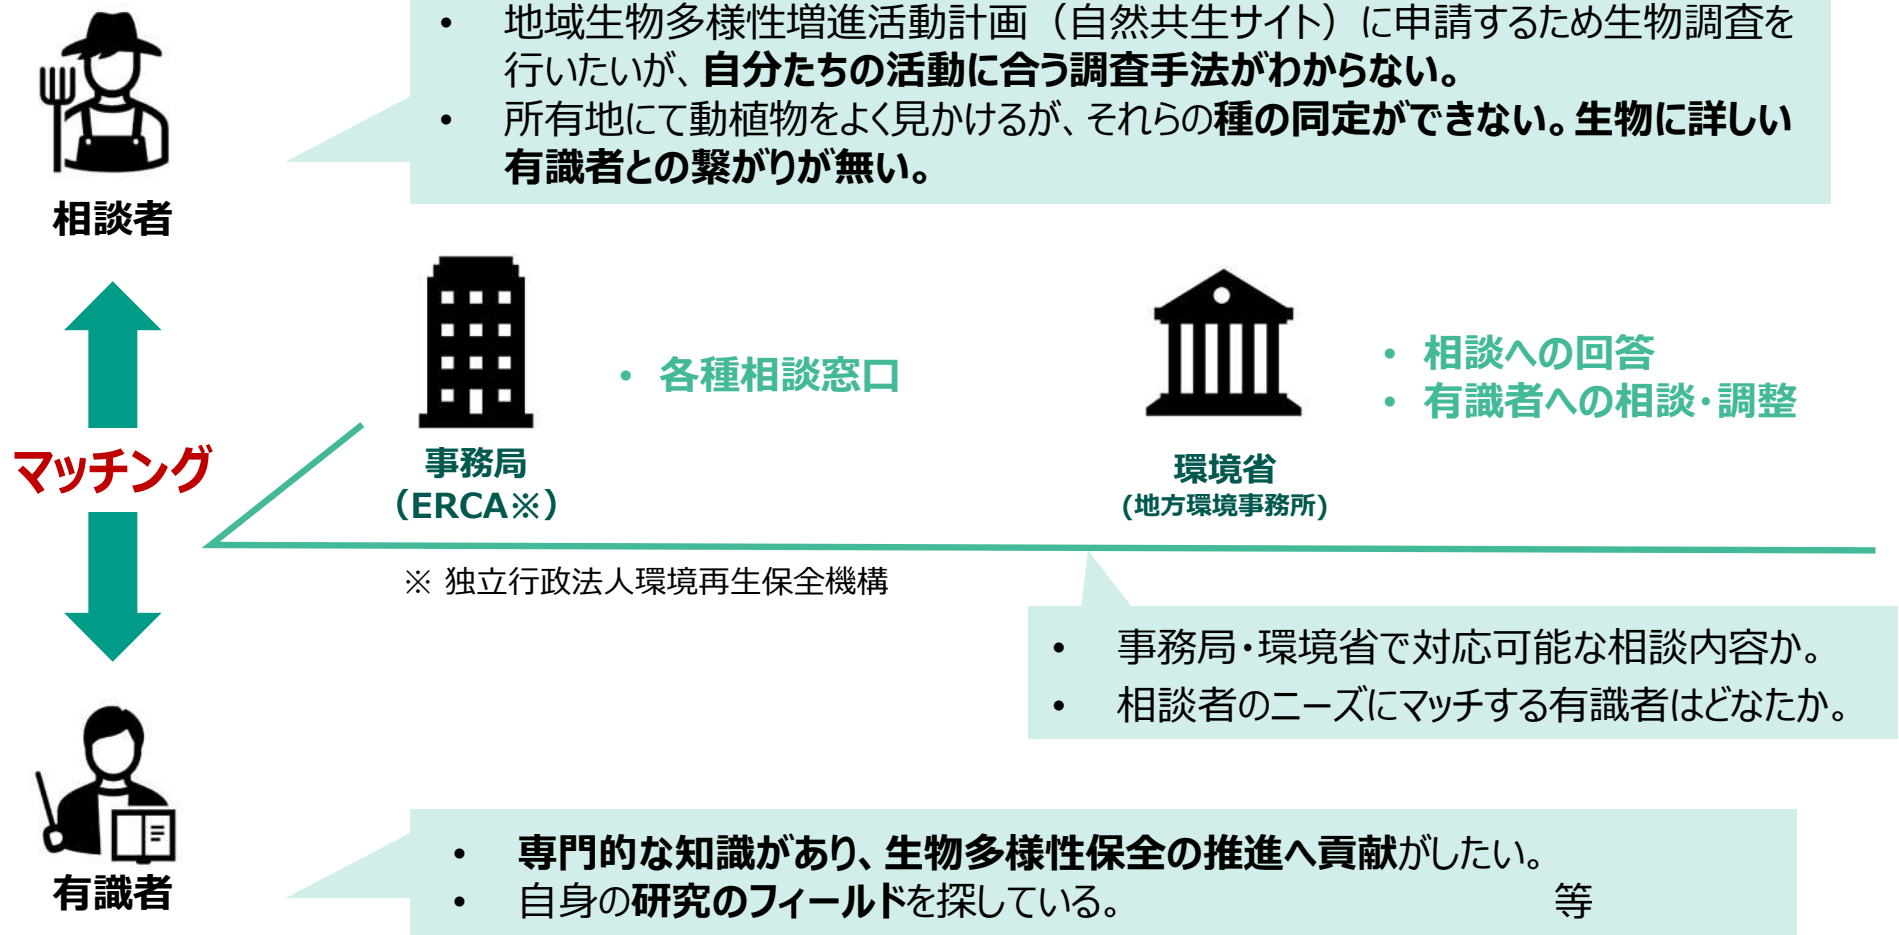 • 地域生物多様性増進活動計画（自然共生サイト）に申請するため生物調査を
行いたいが、自分たちの活動に合う調査手法がわからない。
• 所有地にて動植物をよく見かけるが、それらの種の同定ができない。生物に詳しい
有識者との繋がりが無い。
相談者
• 各種相談窓口
• 相談への回答
• 有識者への相談・調整
マッチング
事務局
（ERCA※）
環境省
(地方環境事務所)
※ 独立行政法人環境再生保全機構
• 事務局・環境省で対応可能な相談内容か。
• 相談者のニーズにマッチする有識者はどなたか。
有識者
• 専門的な知識があり、生物多様性保全の推進へ貢献がしたい。
• 自身の研究のフィールドを探している。 等